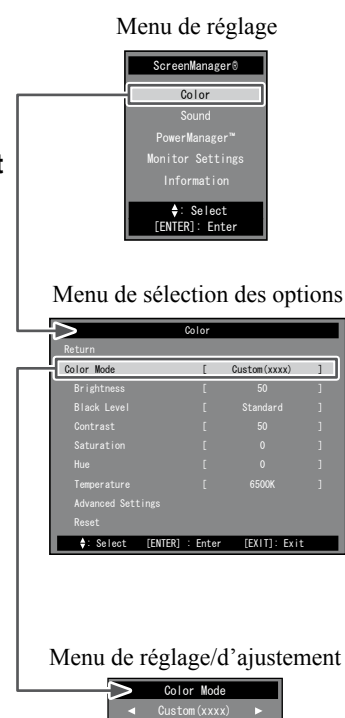 Menu de réglage
ScreenManager®
Color
Sound
PowerManager™
Monitor Settings
Information
t
♦: Select
[ENTER]: Enter
Menu de sélection des options
Color
Return
Color Mode [ Custom(xxxx) ]
Brightness [ 50 ]
Black Level [ Standard ]
Contrast [ 50 ]
Saturation [ 0 ]
Hue [ 0 ]
Temperature [ 6500K ]
Advanced Settings
Reset
♦: Select [ENTER] : Enter [EXIT]: Exit
Menu de réglage/d’ajustement
Color Mode
◄ Custom(xxxx) ►